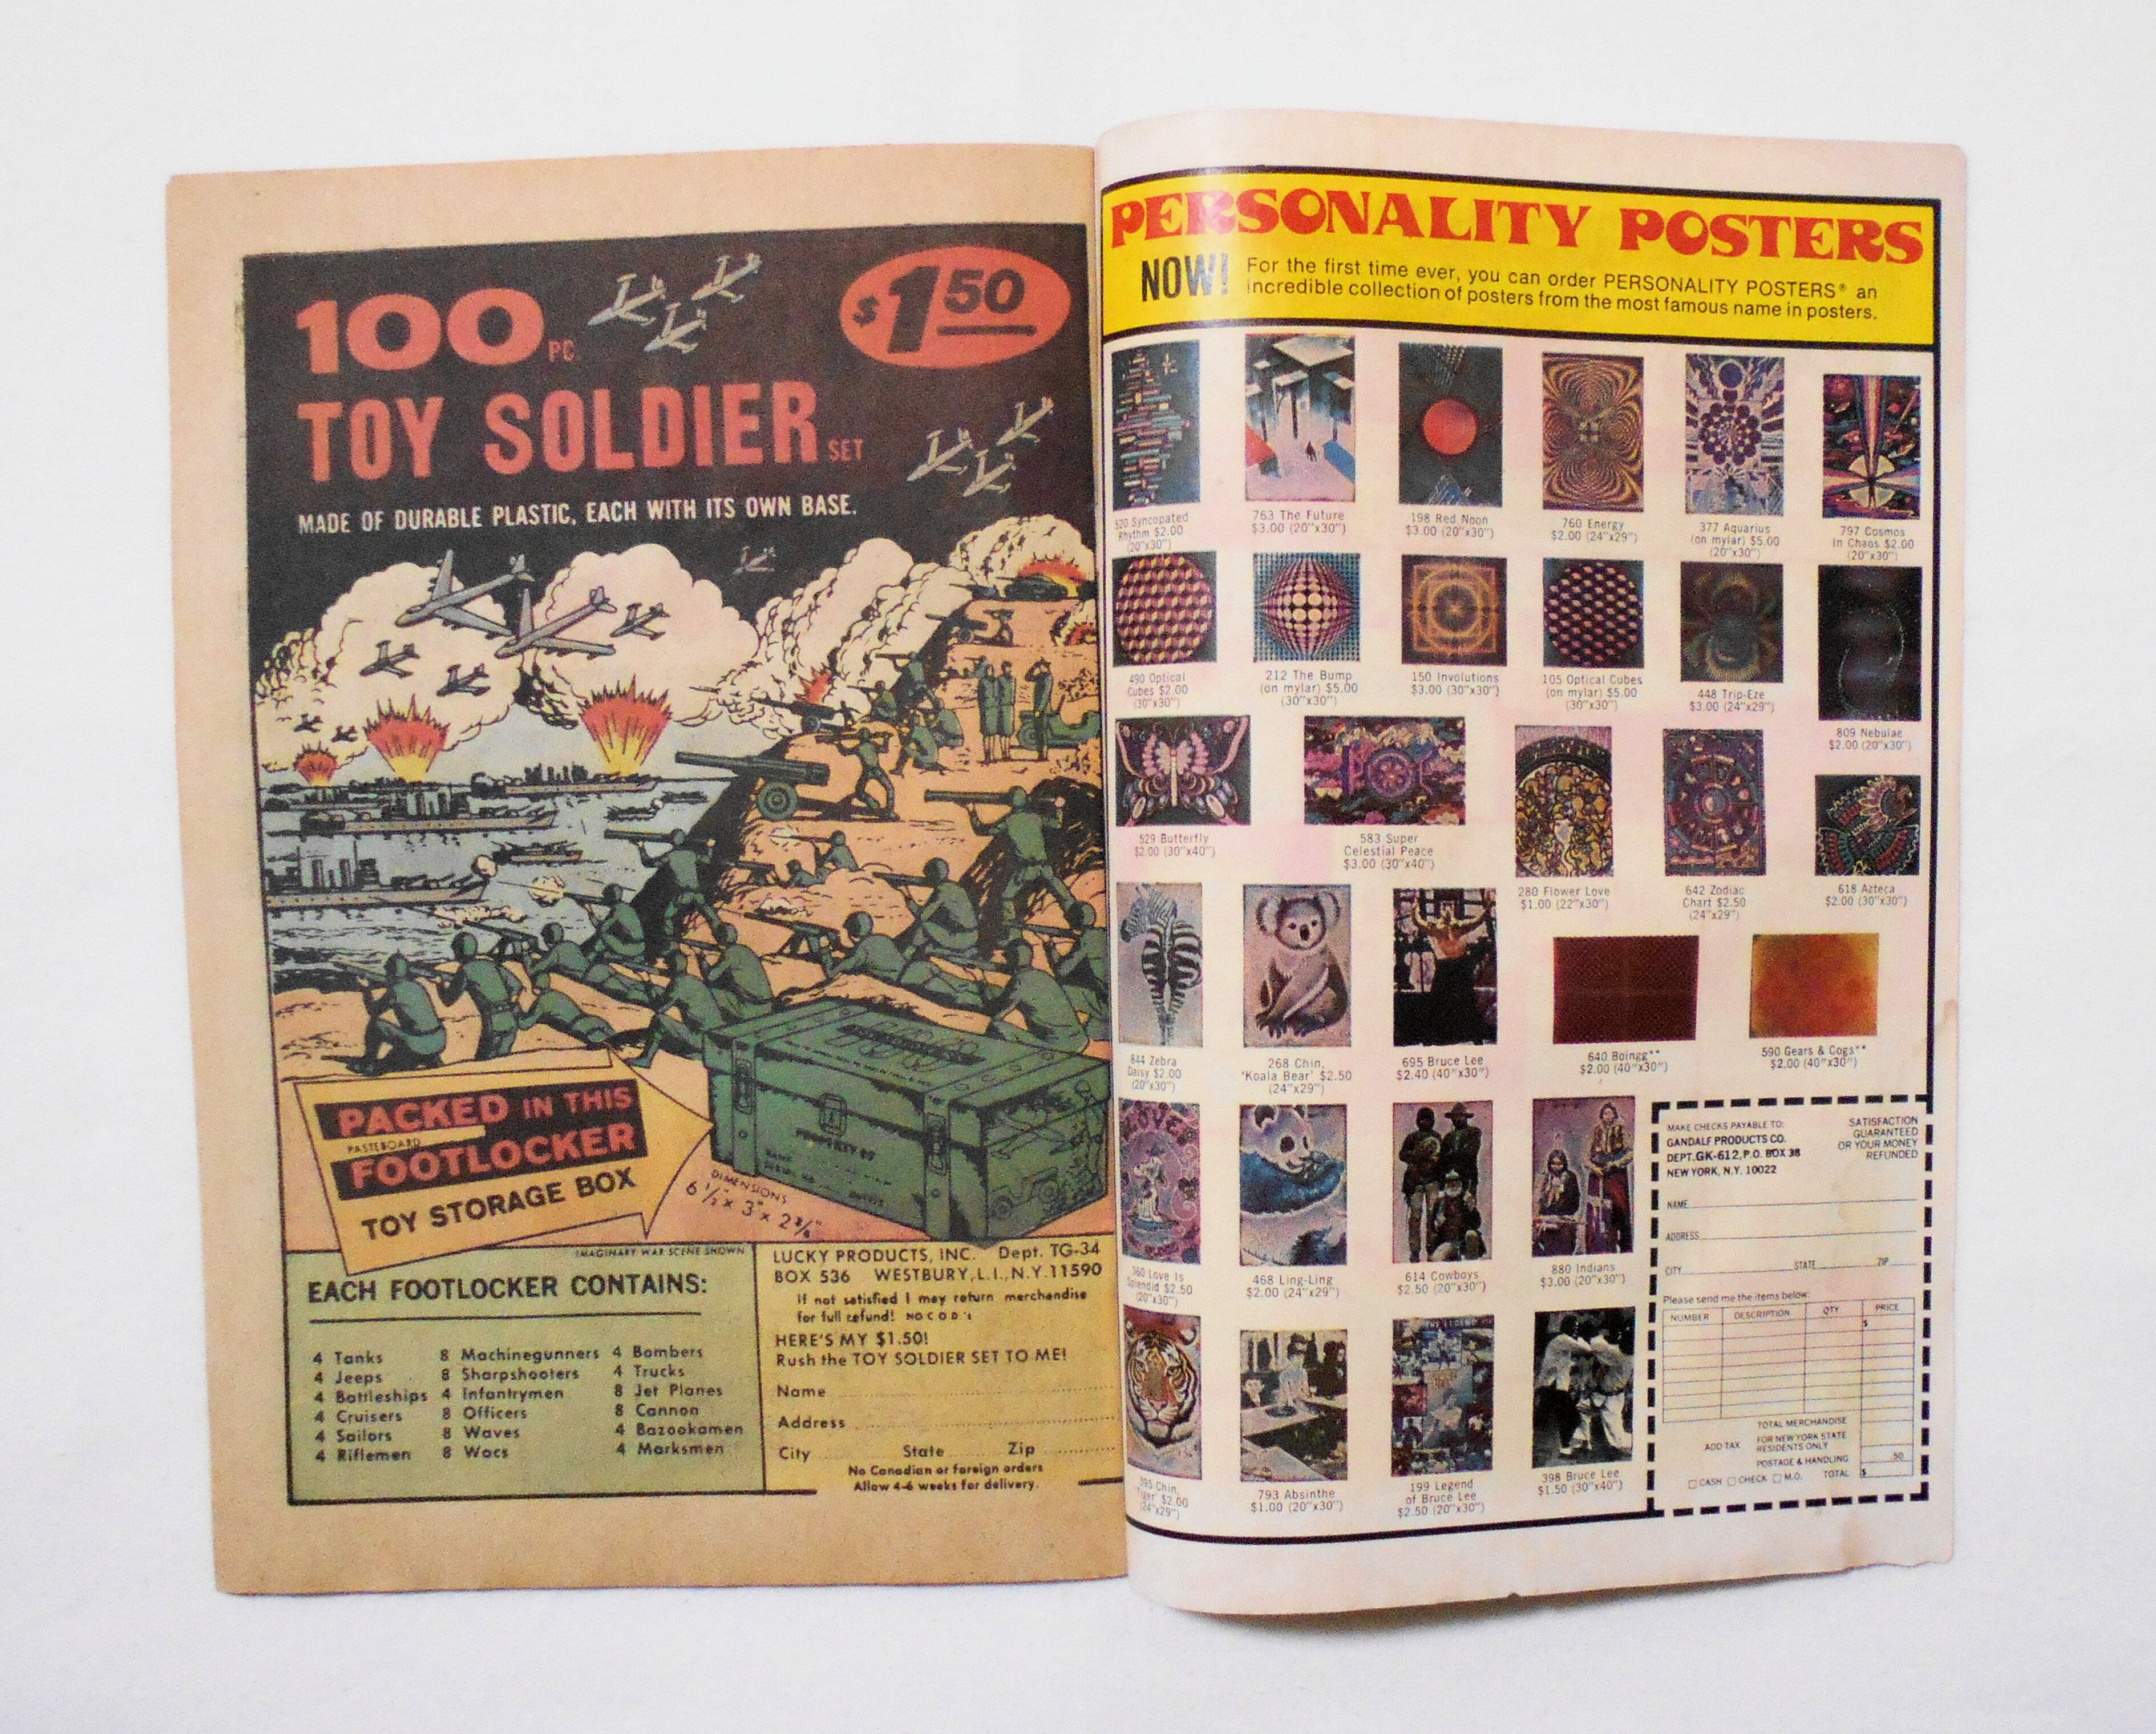 100 PC.
$1.50
TOY SOLDIER SET
MADE OF DURABLE PLASTIC, EACH WITH ITS OWN BASE.
PACKED IN THIS
PASTEBOARD
FOOTLOCKER
TOY STORAGE BOX
DIMENSIONS
PROPERTY OF
IMAGINARY WAR SCENE SHOWN
EACH FOOTLOCKER CONTAINS:
4 Tanks
4 Jeeps
4 Battleships
4 Cruisers
4 Sailors
4 Riflemen
8 Machinegunners
8 Sharpshooters
4 Infantrymen
8 Officers
8 Waves
8 Wacs
4 Bombers
4 Trucks
8 Jet Planes
8 Cannon
4 Bazookamen
4 Marksmen
LUCKY PRODUCTS, INC. Dept. TG-34
BOX 536 WESTBURY, L.I., N.Y. 11590
If not satisfied I may return merchandise
for full refund! NO C.O.D.'s
HERE'S MY $1.50!
Rush the TOY SOLDIER SET TO ME!
Name
Address
City State Zip
No Canadian or foreign orders
Allow 4-6 weeks for delivery.
PERSONALITY POSTERS
NOW! For the first time ever, you can order PERSONALITY POSTERS® an
incredible collection of posters from the most famous name in posters.
520 Syncopated
Rhythm $2.00
(20"x30")
763 The Future
$3.00 (20"x30")
198 Red Noon
$3.00 (20"x30")
760 Energy
$2.00 (24"x29")
377 Aquarius
(on mylar) $5.00
(20"x30")
797 Cosmos
In Chaos $2.00
(20"x30")
490 Optical
Cubes $2.00
(30"x30")
212 The Bump
(on mylar) $5.00
(30"x30")
150 Involutions
$3.00 (30"x30")
105 Optical Cubes
(on mylar) $5.00
(30"x30")
448 Trip-Eze
$3.00 (24"x29")
809 Nebulae
$2.00 (20"x30")
529 Butterfly
$2.00 (30"x40")
583 Super
Celestial Peace
$3.00 (30"x40")
280 Flower Love
$1.00 (22"x30")
642 Zodiac
Chart $2.50
(24"x29")
618 Azteca
$2.00 (30"x30")
844 Zebra
Daisy $2.00
(20"x30")
268 Chin,
'Koala Bear' $2.50
(24"x29")
695 Bruce Lee
$2.40 (40"x30")
640 Boingg**
$2.00 (40"x30")
590 Gears & Cogs**
$2.00 (40"x30")
360 Love Is
Splendid $2.50
(20"x30")
468 Ling-Ling
$2.00 (24"x29")
614 Cowboys
$2.50 (20"x30")
880 Indians
$3.00 (20"x30")
395 Chin,
'Tiger' $2.00
(24"x29")
793 Absinthe
$1.00 (20"x30")
199 Legend
of Bruce Lee
$2.50 (20"x30")
398 Bruce Lee
$1.50 (30"x40")
MAKE CHECKS PAYABLE TO:
GANDALF PRODUCTS CO.
DEPT. GK-612, P.O. BOX 38
NEW YORK, N.Y. 10022
SATISFACTION
GUARANTEED
OR YOUR MONEY
REFUNDED
NAME
ADDRESS
CITY STATE ZIP
Please send me the items below:
NUMBER DESCRIPTION QTY PRICE
$
TOTAL MERCHANDISE
ADD TAX FOR NEW YORK STATE
RESIDENTS ONLY
POSTAGE & HANDLING .50
CASH CHECK M.O. TOTAL $